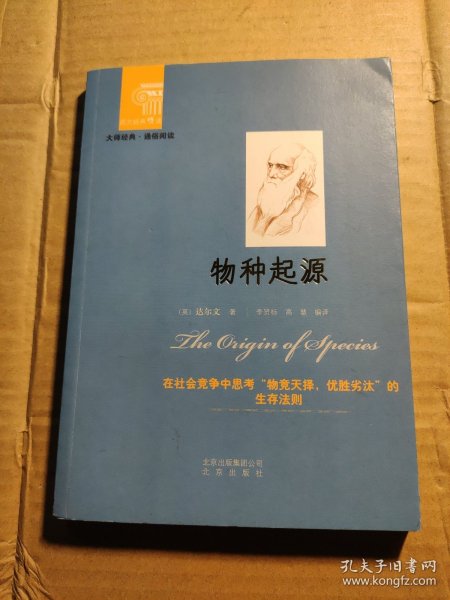 大师经典·通俗阅读
物种起源
（英）达尔文 著 李贤标 高慧 编译
The Origin of Species
在社会竞争中思考“物竞天择，优胜劣汰”的
生存法则
北京出版集团公司
北京出版社
孔夫子旧书网
www.kongfz.com